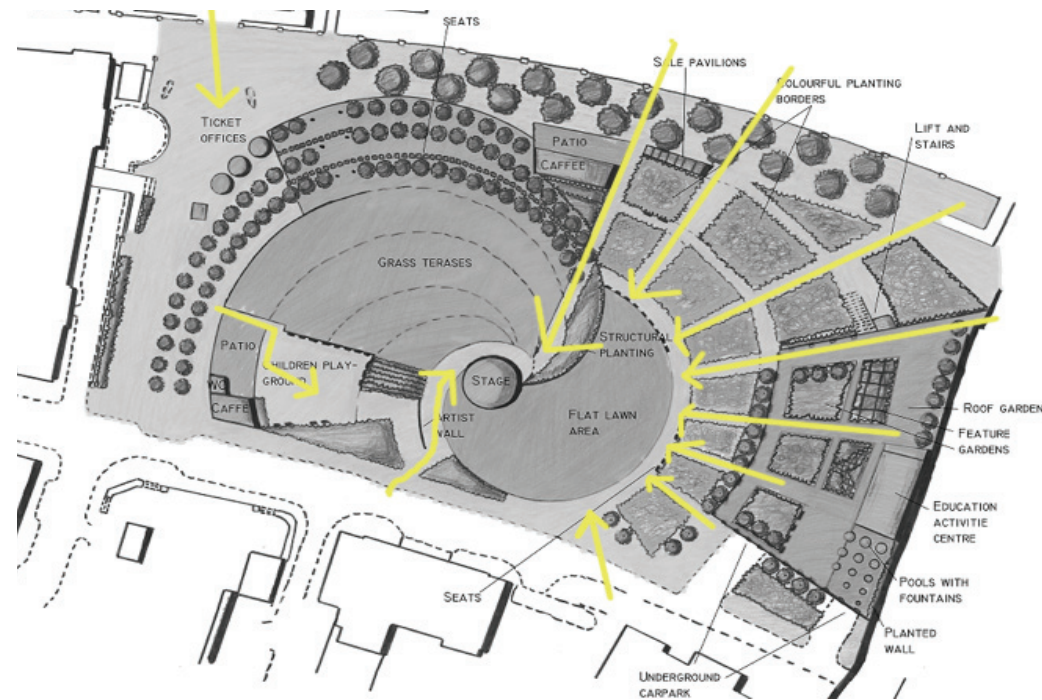 SEATS
SALE PAVILIONS
COLOURFUL PLANTING
BORDERS
TICKET
OFFICES
LIFT AND
STAIRS
PATIO
CAFFEE
GRASS TERASES
STRUCTURAL
PLANTING
PATIO
CHILDREN PLAY-
GROUND
STAGE
WC
CAFFE
ARTIST
WALL
FLAT LAWN
AREA
ROOF GARDEN
FEATURE
GARDENS
EDUCATION
ACTIVITIE
CENTRE
SEATS
POOLS WITH
FOUNTAINS
PLANTED
WALL
UNDERGROUND
CARPARK